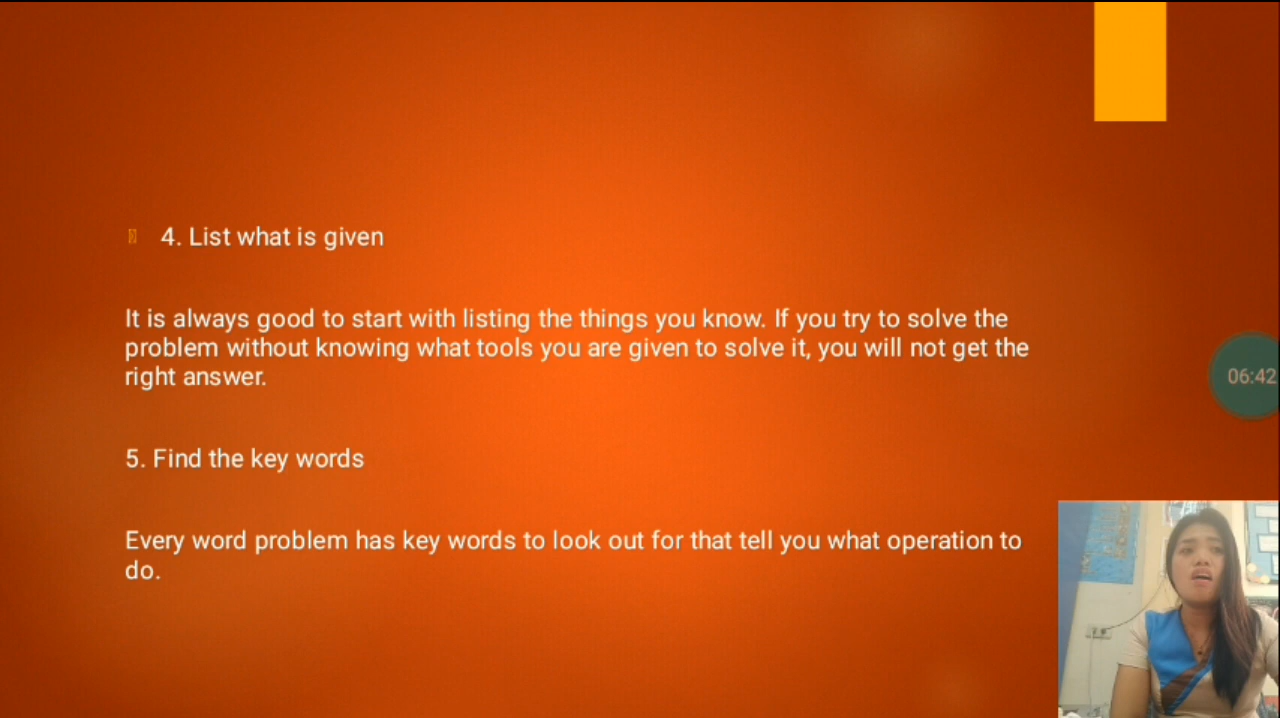 4. List what is given
It is always good to start with listing the things you know. If you try to solve the
problem without knowing what tools you are given to solve it, you will not get the
right answer.
06:42
5. Find the key words
Every word problem has key words to look out for that tell you what operation to
do.